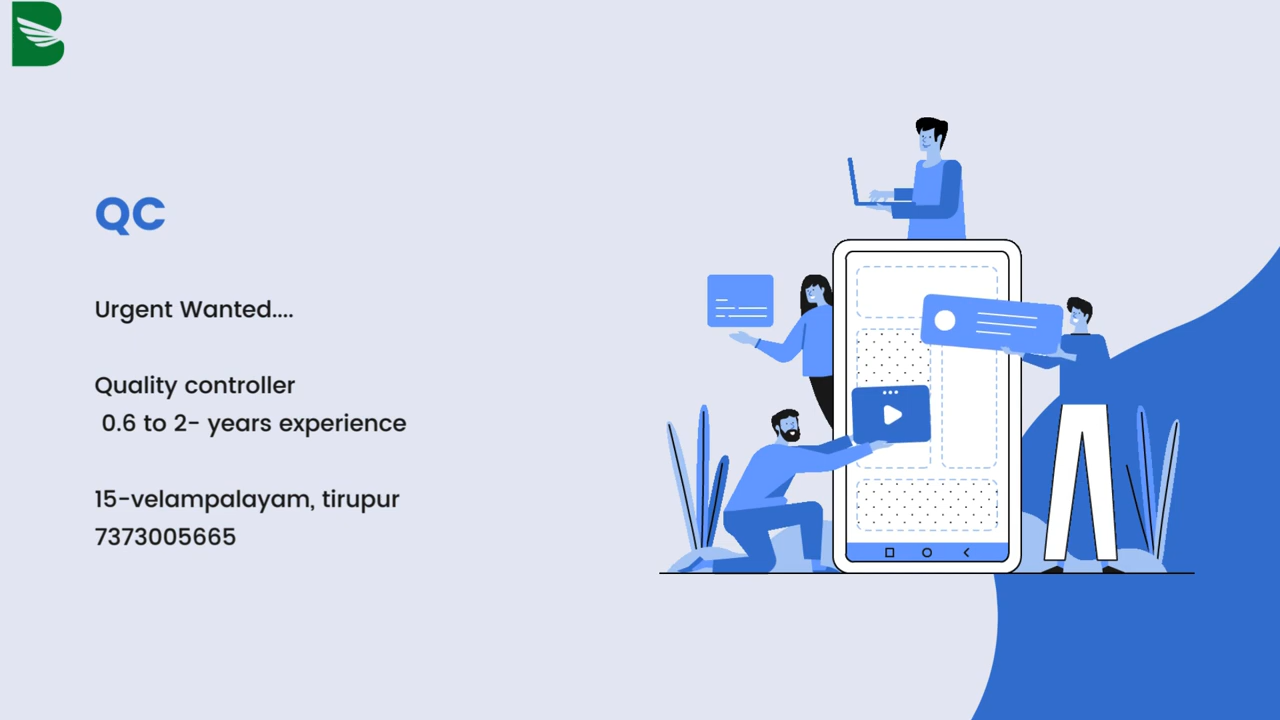 QC
Urgent Wanted....
Quality controller
0.6 to 2- years experience
15-velampalayam, tirupur
7373005665